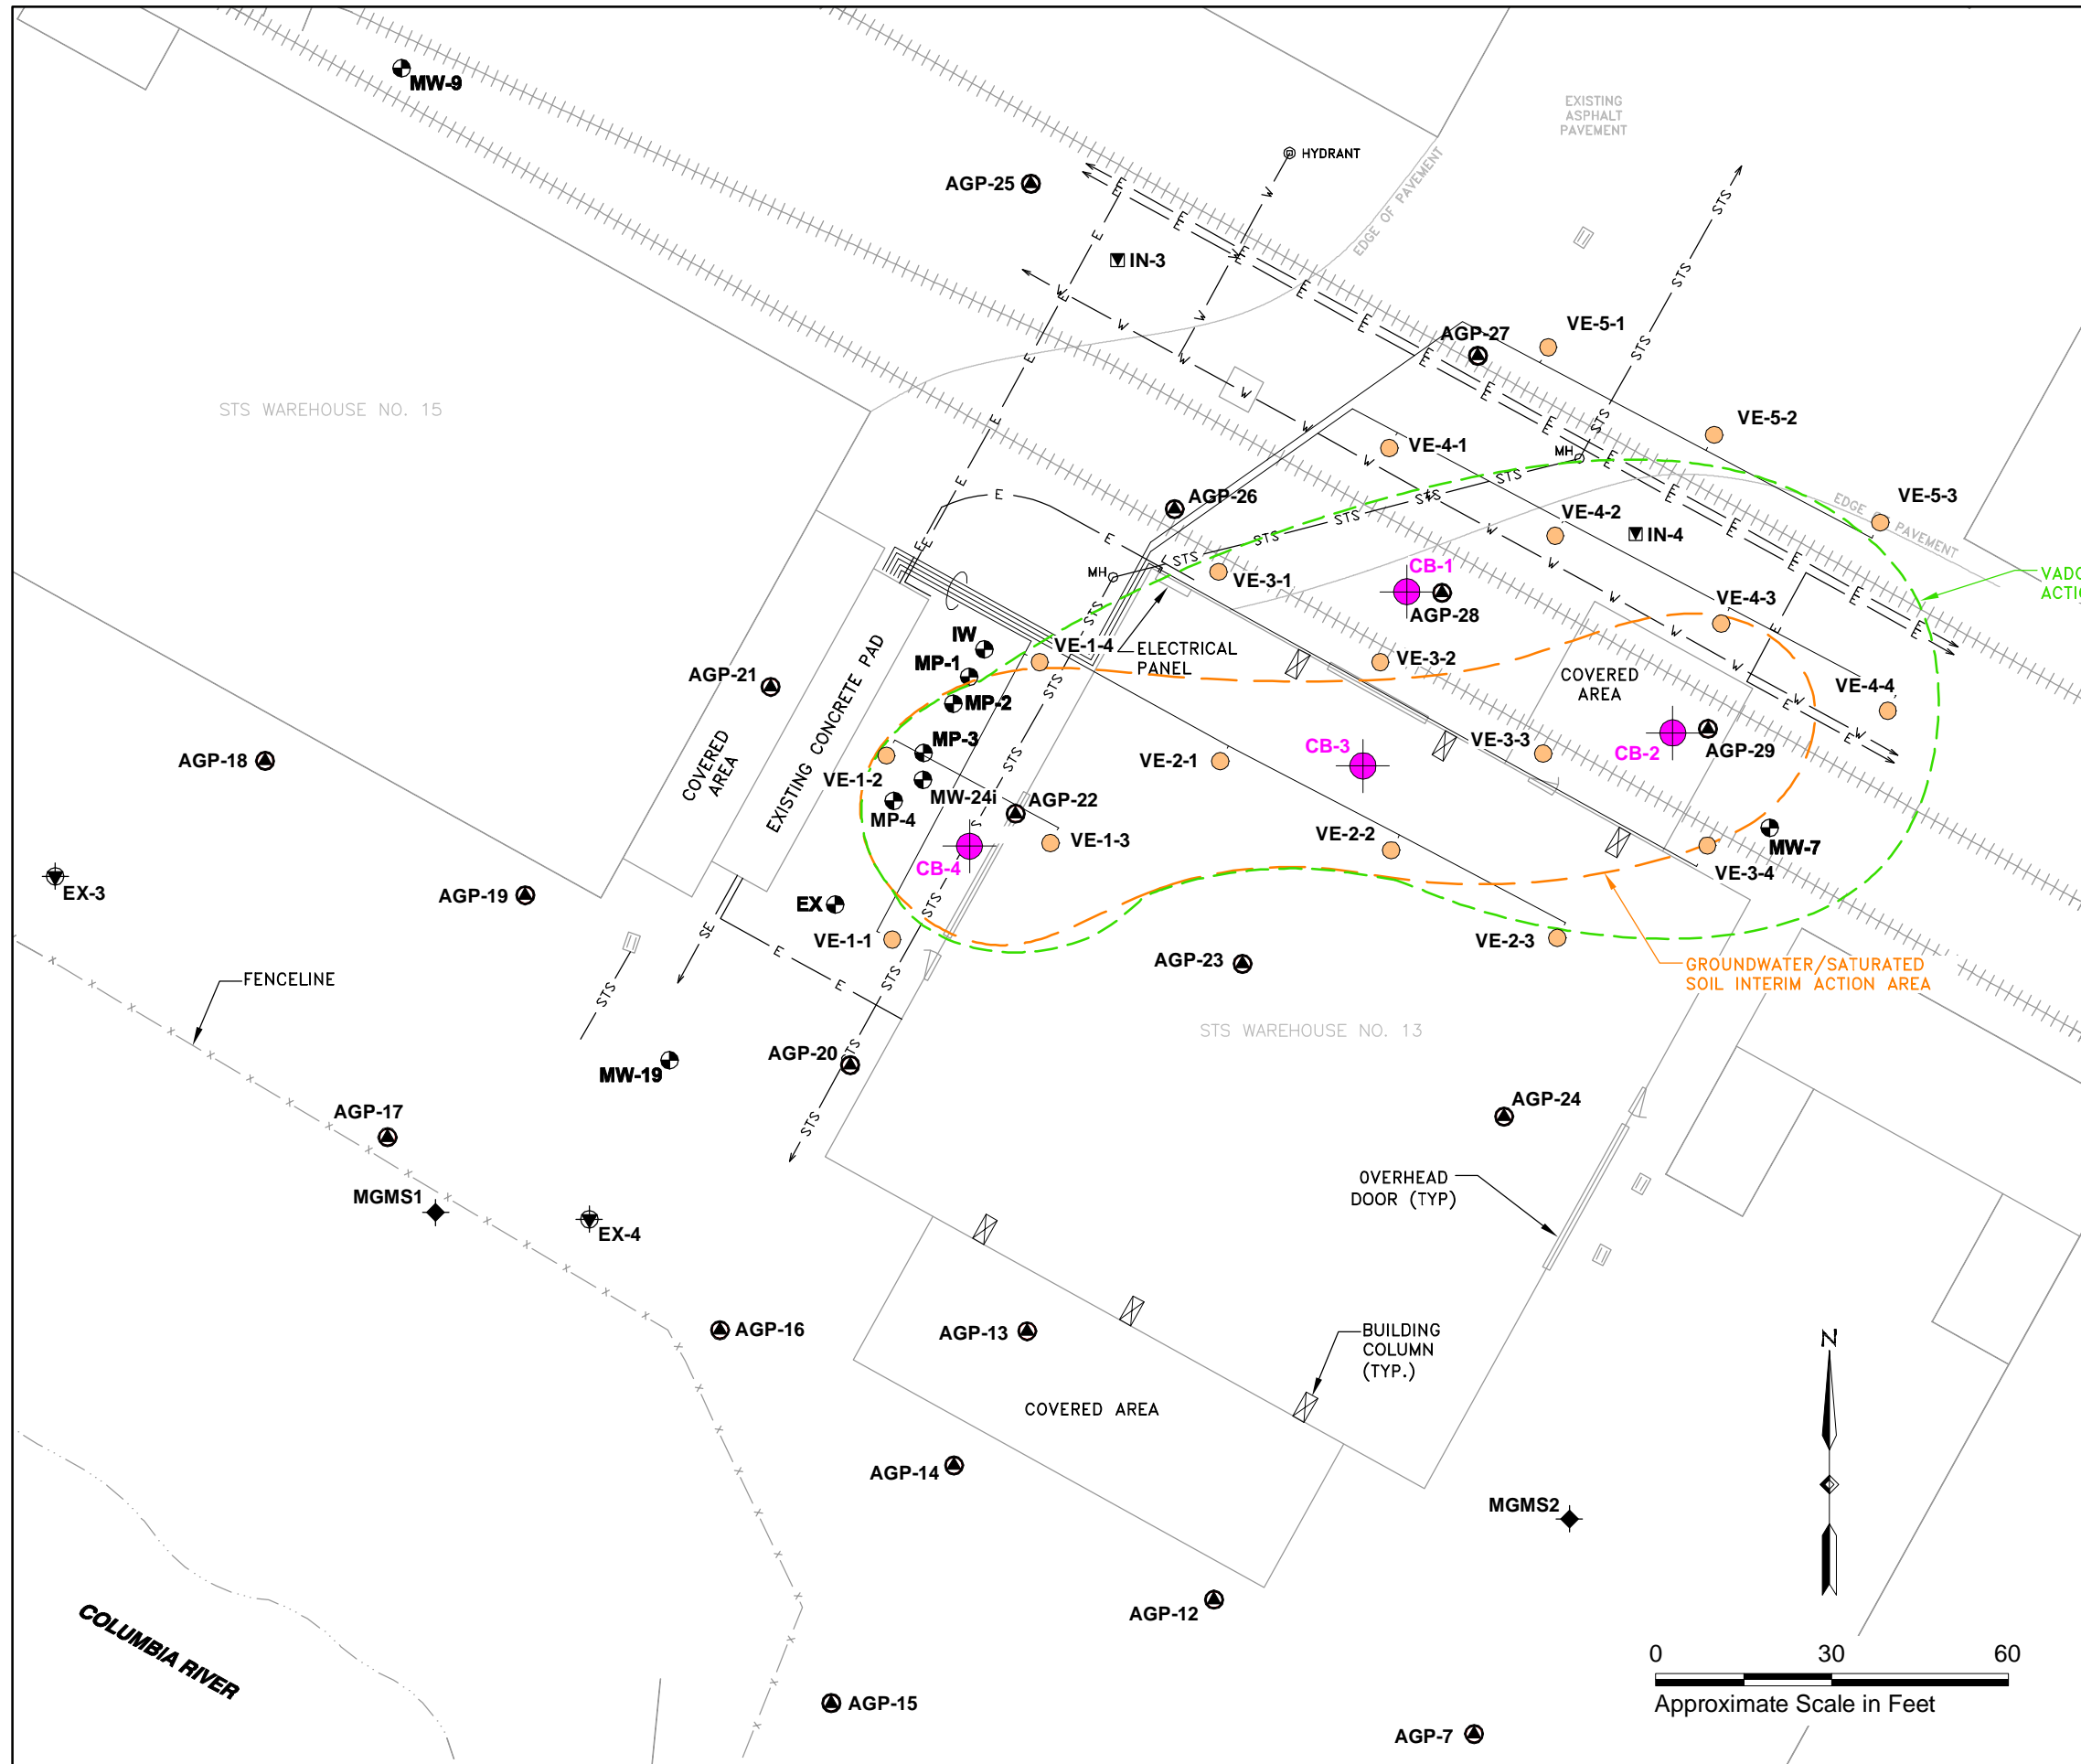 MW-9
EXISTING
ASPHALT
PAVEMENT
HYDRANT
AGP-25
EDGE OF PAVEMENT
IN-3
STS
VE-5-1
AGP-27
STS WAREHOUSE NO. 15
VE-5-2
VE-4-1
MH
VE-5-3
EDGE OF PAVEMENT
AGP-26
VE-4-2
IN-4
CB-1
MH
VE-3-1
AGP-28
VE-4-3
IW
VE-1-4
ELECTRICAL
PANEL
MP-1
VE-3-2
COVERED
AREA
AGP-21
MP-2
VE-4-4
EXISTING CONCRETE PAD
COVERED
AREA
MP-3
VE-3-3
CB-3
CB-2
AGP-29
AGP-18
VE-2-1
VE-1-2
MW-24i
AGP-22
MP-4
VE-2-2
VE-1-3
MW-7
CB-4
VE-3-4
EX-3
AGP-19
EX
VE-1-1
VE-2-3
SE
AGP-23
GROUNDWATER/SATURATED
SOIL INTERIM ACTION AREA
FENCELINE
STS
STS WAREHOUSE NO. 13
AGP-20
MW-19
AGP-17
AGP-24
STS
OVERHEAD
DOOR (TYP)
MGMS1
EX-4
AGP-16
AGP-13
BUILDING
COLUMN
(TYP.)
N
COVERED AREA
AGP-14
MGMS2
COLUMBIA RIVER
AGP-12
0 30 60
Approximate Scale in Feet
AGP-15
AGP-7